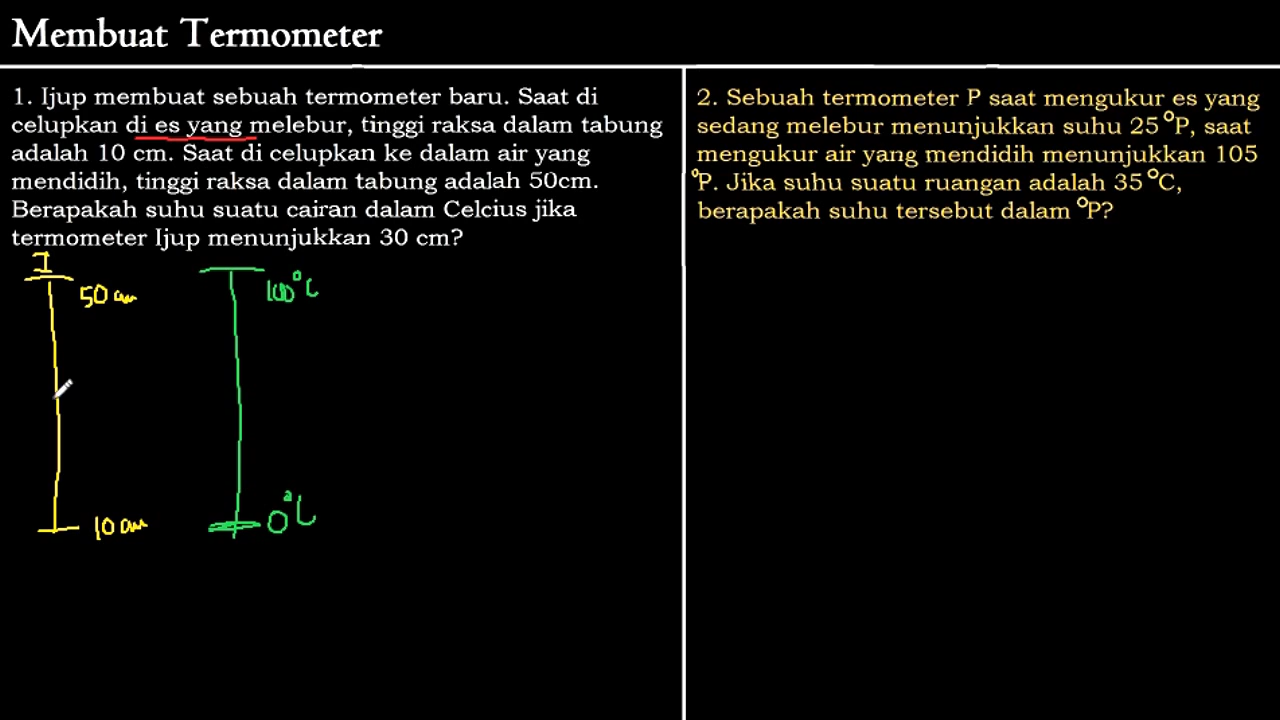 Membuat Termometer
1. Ijup membuat sebuah termometer baru. Saat di
celupkan di es yang melebur, tinggi raksa dalam tabung
adalah 10 cm. Saat di celupkan ke dalam air yang
mendidih, tinggi raksa dalam tabung adalah 50cm.
Berapakah suhu suatu cairan dalam Celcius jika
termometer Ijup menunjukkan 30 cm?
I
50 cm
100°C
10 cm
0°C
2. Sebuah termometer P saat mengukur es yang
sedang melebur menunjukkan suhu 25°P, saat
mengukur air yang mendidih menunjukkan 105
°P. Jika suhu suatu ruangan adalah 35°C,
berapakah suhu tersebut dalam °P?